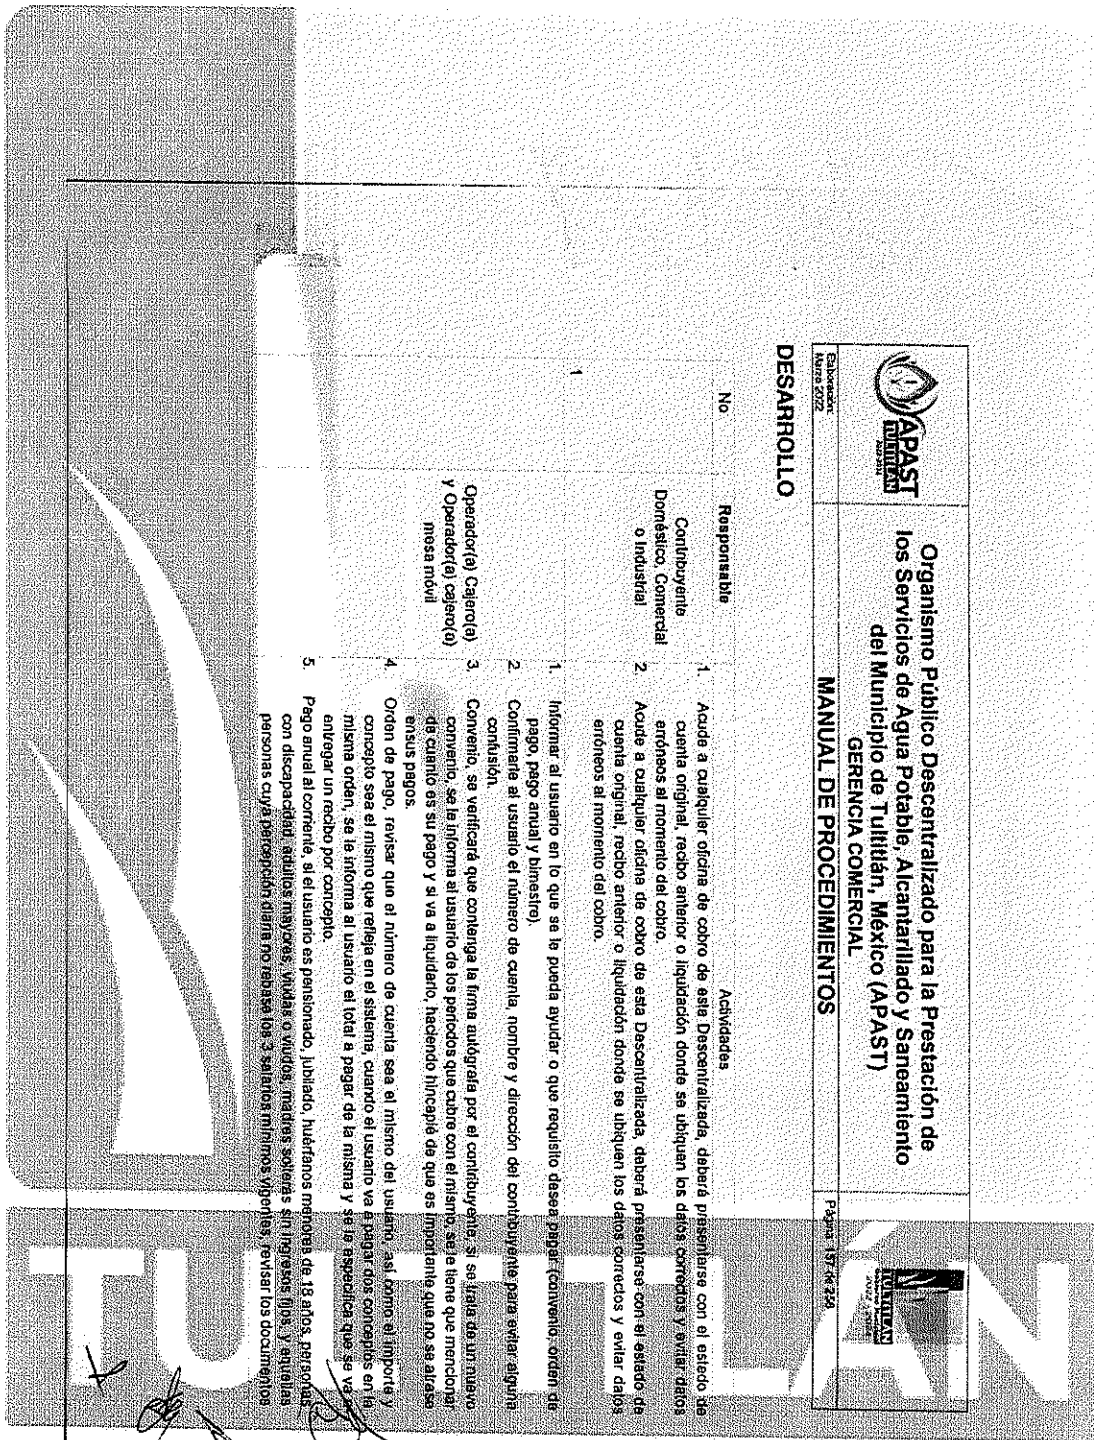 APAST
TULTITLÁN
2022-2024
Organismo Público Descentralizado para la Prestación de
los Servicios de Agua Potable, Alcantarillado y Saneamiento
del Municipio de Tultitlán, México (APAST)
GERENCIA COMERCIAL
TULTITLÁN
Elaboración:
Marzo 2022
MANUAL DE PROCEDIMIENTOS
Página 157 de 258
DESARROLLO
No
Responsable
Actividades
Contribuyente
Doméstico, Comercial
o Industrial
1. Acude a cualquier oficina de cobro de este Descentralizada, deberá presentarse con el estado de
cuenta original, recibo anterior o liquidación donde se ubiquen los datos correctos y evitar datos
erróneos al momento del cobro.
2. Acude a cualquier oficina de cobro de esta Descentralizada, deberá presentarse con el estado de
cuenta original, recibo anterior o liquidación donde se ubiquen los datos correctos y evitar datos
erróneos al momento del cobro.
1
Operador(a) Cajero(a)
y Operador(a) cajero(a)
mesa móvil
1. Informar al usuario en lo que se le pueda ayudar o que requisito desea pagar (convenio, orden de
pago, pago anual y bimestre).
2. Confirmarle al usuario el número de cuenta, nombre y dirección del contribuyente para evitar alguna
confusión.
3. Convenio, se verificará que contenga la firma autógrafa por el contribuyente, si se trata de un nuevo
convenio, se le informa al usuario de los periodos que cubre con el mismo, se le tiene que mencionar
de cuanto es su pago y si va a liquidarlo, haciendo hincapié de que es importante que no se atrase
ensus pagos.
4. Orden de pago, revisar que el número de cuenta sea el mismo del usuario, así como el importe y
concepto sea el mismo que refleja en el sistema, cuando el usuario va a pagar dos conceptos en la
misma orden, se le informa al usuario el total a pagar de la misma y se le especifica que se va a
entregar un recibo por concepto.
5. Pago anual al corriente, si el usuario es pensionado, jubilado, huérfanos menores de 18 años, personas
con discapacidad, adultos mayores, viudas o viudos, madres solteras sin ingresos fijos, y aquellas
personas cuya percepción diaria no rebase los 3 salarios mínimos vigentes, revisar los documentos
TULTITLÁN